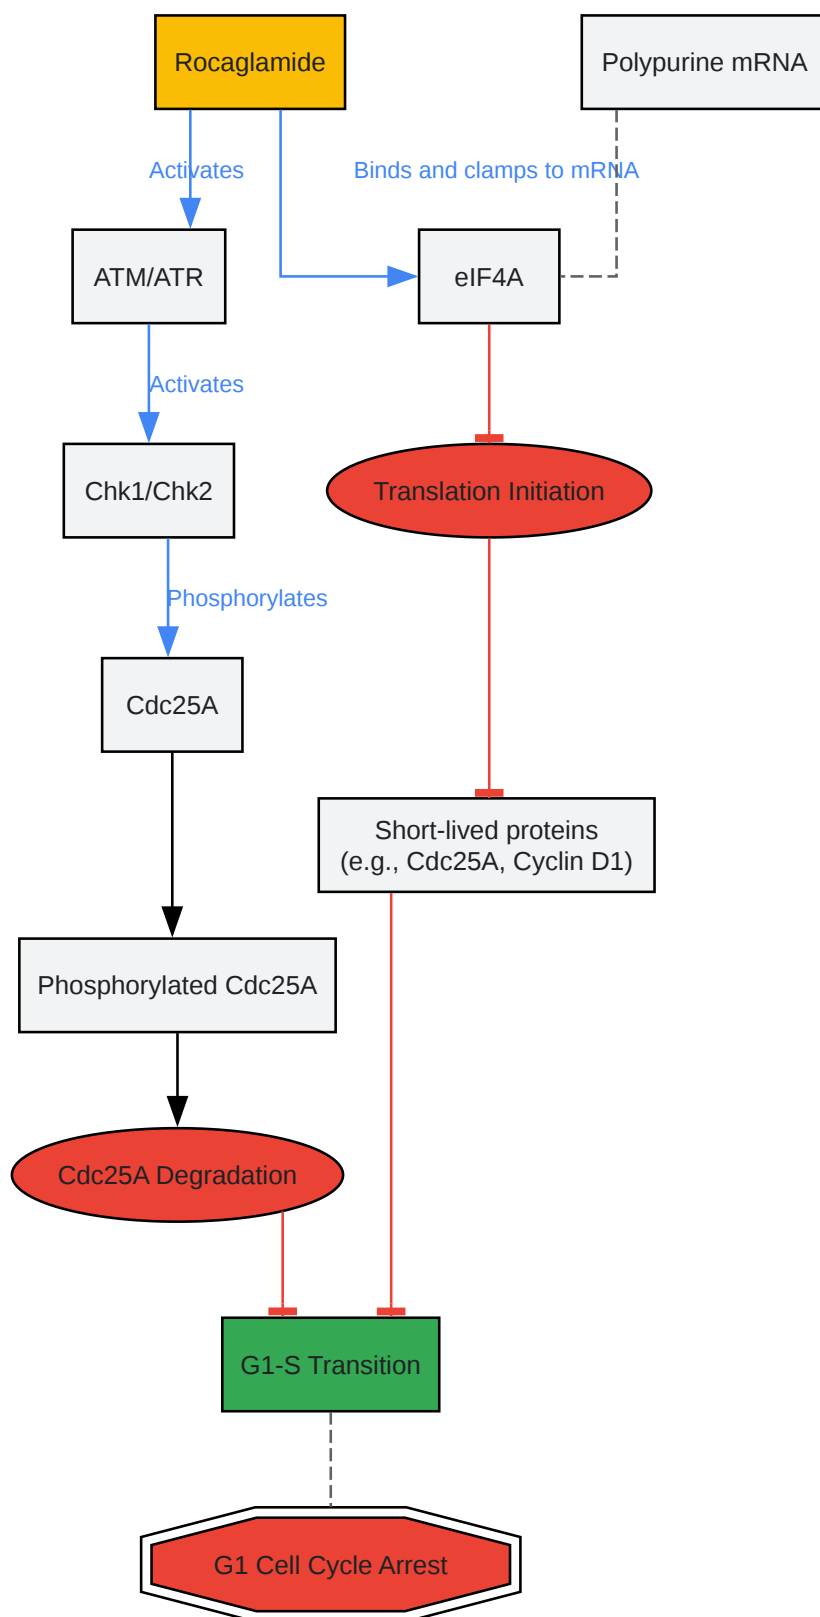 Rocaglamide
Polypurine mRNA
Activates
Binds and clamps to mRNA
ATM/ATR
eIF4A
Activates
Chk1/Chk2
Translation Initiation
Phosphorylates
Cdc25A
Short-lived proteins
(e.g., Cdc25A, Cyclin D1)
Phosphorylated Cdc25A
Cdc25A Degradation
G1-S Transition
G1 Cell Cycle Arrest